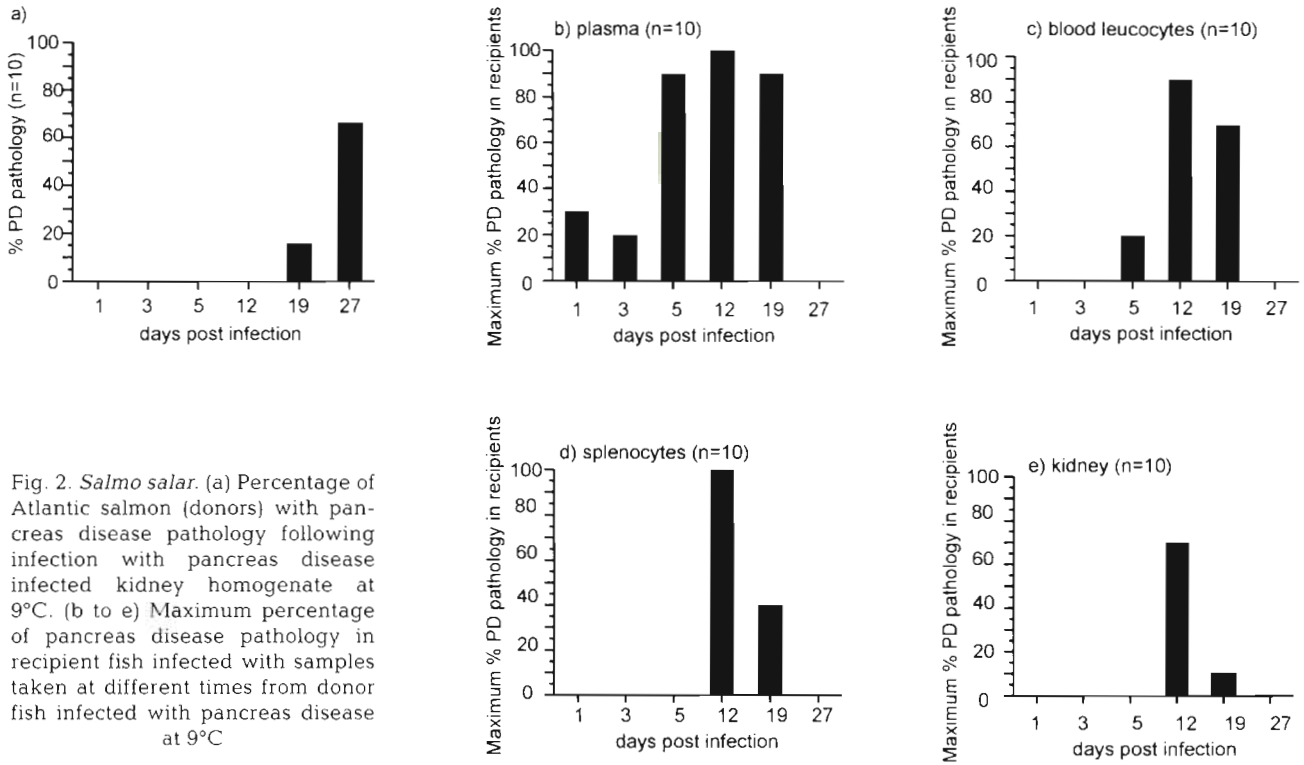 a)
% PD pathology (n=10)
100
80
60
40
20
0
1 3 5 12 19 27
days post infection
b) plasma (n=10)
Maximum % PD pathology in recipients
100
80
60
40
20
0
1 3 5 12 19 27
days post infection
c) blood leucocytes (n=10)
Maximum % PD pathology in recipients
100
80
60
40
20
0
1 3 5 12 19 27
days post infection
Fig. 2. Salmo salar. (a) Percentage of
Atlantic salmon (donors) with pan-
creas disease pathology following
infection with pancreas disease
infected kidney homogenate at
9°C. (b to e) Maximum percentage
of pancreas disease pathology in
recipient fish infected with samples
taken at different times from donor
fish infected with pancreas disease
at 9°C
d) splenocytes (n=10)
Maximum % PD pathology in recipients
100
80
60
40
20
0
1 3 5 12 19 27
days post infection
e) kidney (n=10)
Maximum % PD pathology in recipients
100
80
60
40
20
0
1 3 5 12 19 27
days post infection